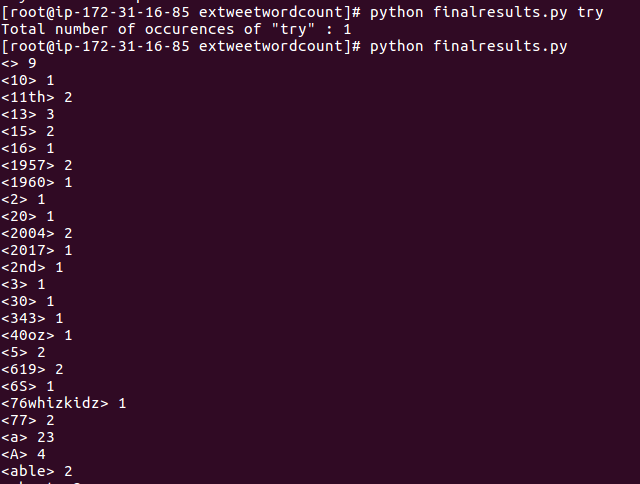 [root@ip-172-31-16-85 extweetwordcount]# python finalresults.py try
Total number of occurences of "try" : 1
[root@ip-172-31-16-85 extweetwordcount]# python finalresults.py
<> 9
<10> 1
<11th> 2
<13> 3
<15> 2
<16> 1
<1957> 2
<1960> 1
<2> 1
<20> 1
<2004> 2
<2017> 1
<2nd> 1
<3> 1
<30> 1
<343> 1
<40oz> 1
<5> 2
<619> 2
<6S> 1
<76whizkidz> 1
<77> 2
<a> 23
<A> 4
<able> 2